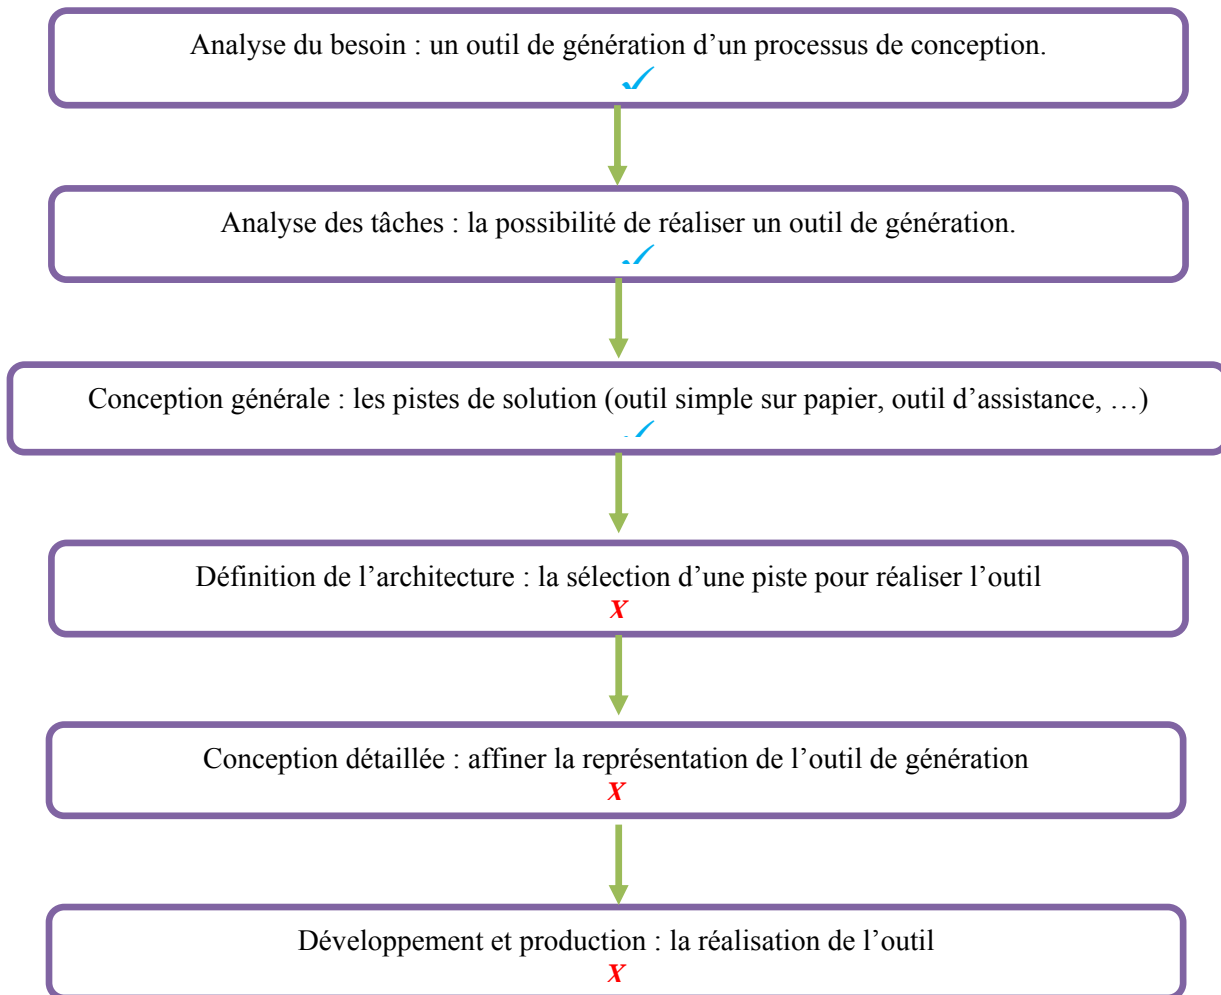 Analyse du besoin : un outil de génération d’un processus de conception.
✓
Analyse des tâches : la possibilité de réaliser un outil de génération.
✓
Conception générale : les pistes de solution (outil simple sur papier, outil d’assistance, …)
✓
Définition de l’architecture : la sélection d’une piste pour réaliser l’outil
X
Conception détaillée : affiner la représentation de l’outil de génération
X
Développement et production : la réalisation de l’outil
X